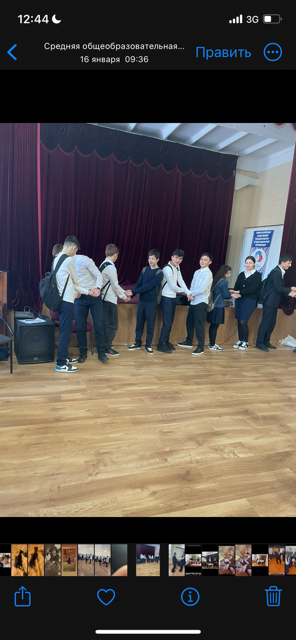 12:44
3G
Средняя общеобразовательная...
16 января 09:36
Править